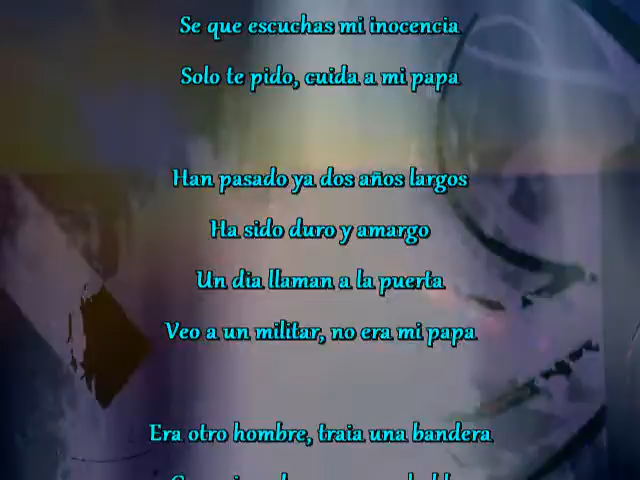 Se que escuchas mi inocencia
Solo te pido, cuida a mi papa
Han pasado ya dos años largos
Ha sido duro y amargo
Un dia llaman a la puerta
Veo a un militar, no era mi papa
Era otro hombre, traia una bandera